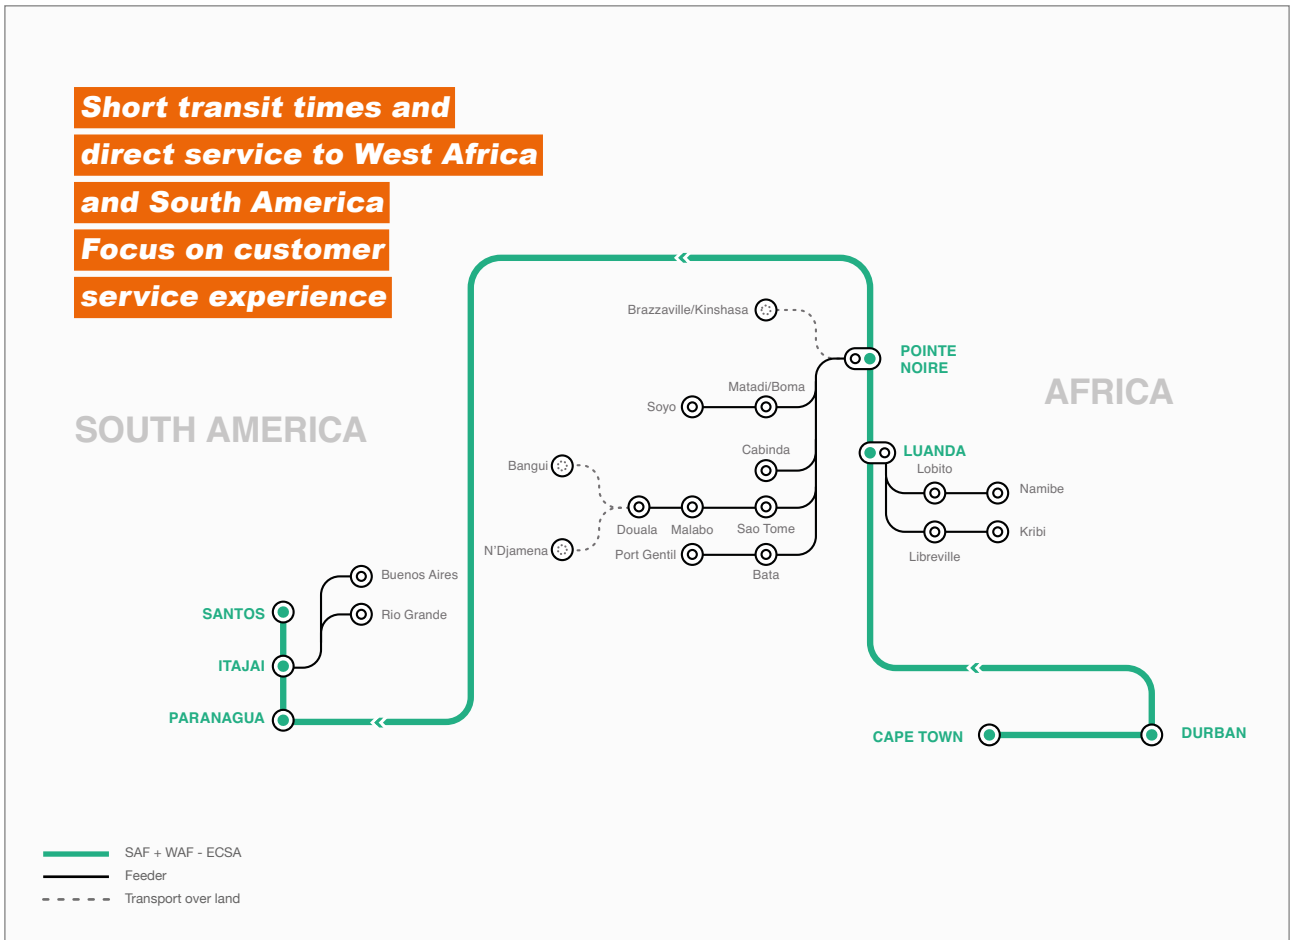 Short transit times and
direct service to West Africa
and South America
Focus on customer
service experience
Brazzaville/Kinshasa
POINTE
NOIRE
AFRICA
Matadi/Boma
Soyo
SOUTH AMERICA
Cabinda
LUANDA
Bangui
Lobito
Namibe
Douala
Malabo
Sao Tome
Kribi
N'Djamena
Port Gentil
Libreville
Bata
Buenos Aires
SANTOS
Rio Grande
ITAJAI
PARANAGUA
CAPE TOWN
DURBAN
SAF + WAF - ECSA
Feeder
Transport over land